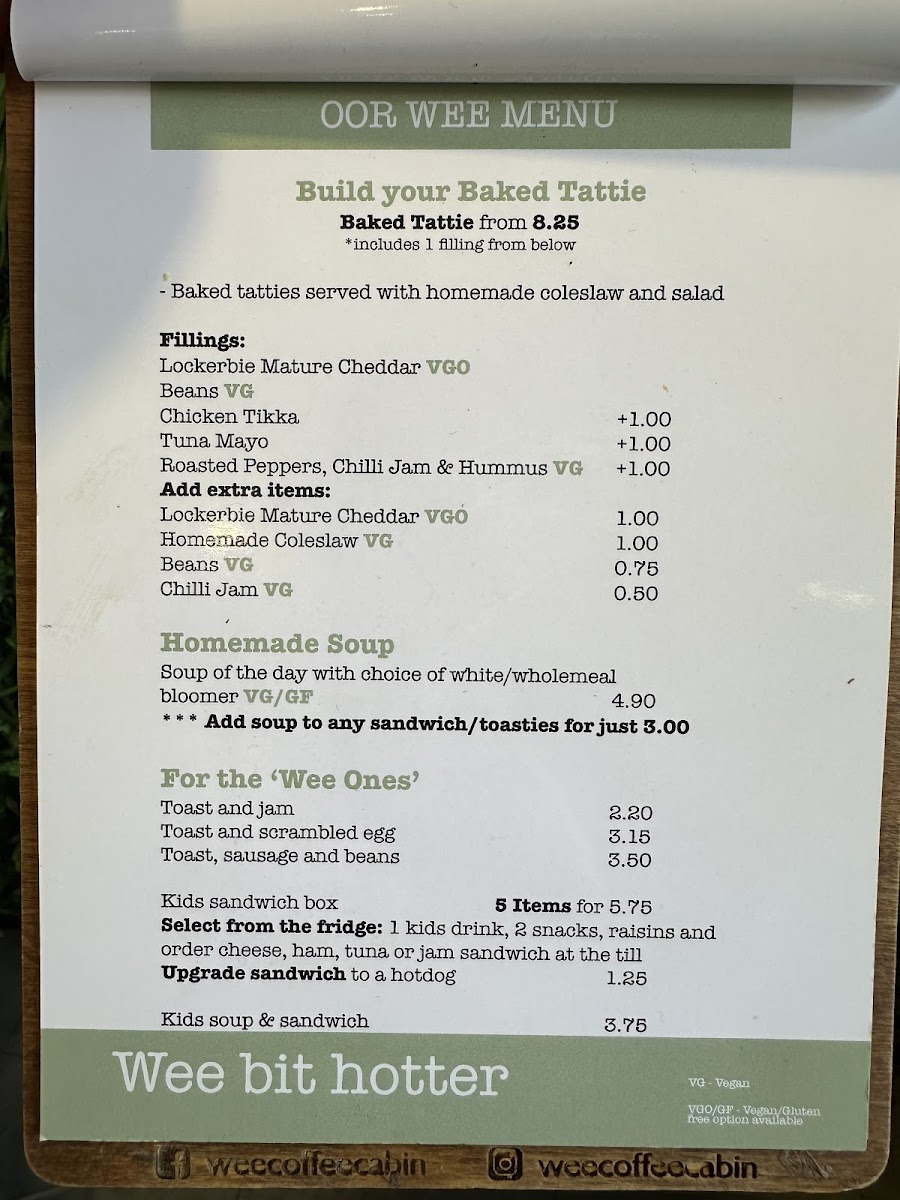 OOR WEE MENU
Build your Baked Tattie
Baked Tattie from 8.25
*includes 1 filling from below
- Baked tatties served with homemade coleslaw and salad
Fillings:
Lockerbie Mature Cheddar VGO
Beans VG
Chicken Tikka +1.00
Tuna Mayo +1.00
Roasted Peppers, Chilli Jam & Hummus VG +1.00
Add extra items:
Lockerbie Mature Cheddar VGO 1.00
Homemade Coleslaw VG 1.00
Beans VG 0.75
Chilli Jam VG 0.50
Homemade Soup
Soup of the day with choice of white/wholemeal
bloomer VG/GF 4.90
*** Add soup to any sandwich/toasties for just 3.00
For the ‘Wee Ones’
Toast and jam 2.20
Toast and scrambled egg 3.15
Toast, sausage and beans 3.50
Kids sandwich box 5 Items for 5.75
Select from the fridge: 1 kids drink, 2 snacks, raisins and
order cheese, ham, tuna or jam sandwich at the till
Upgrade sandwich to a hotdog 1.25
Kids soup & sandwich 3.75
Wee bit hotter
VG - Vegan
VGO/GF - Vegan/Gluten
free option available
weecoffeecabin weecoffeecabin